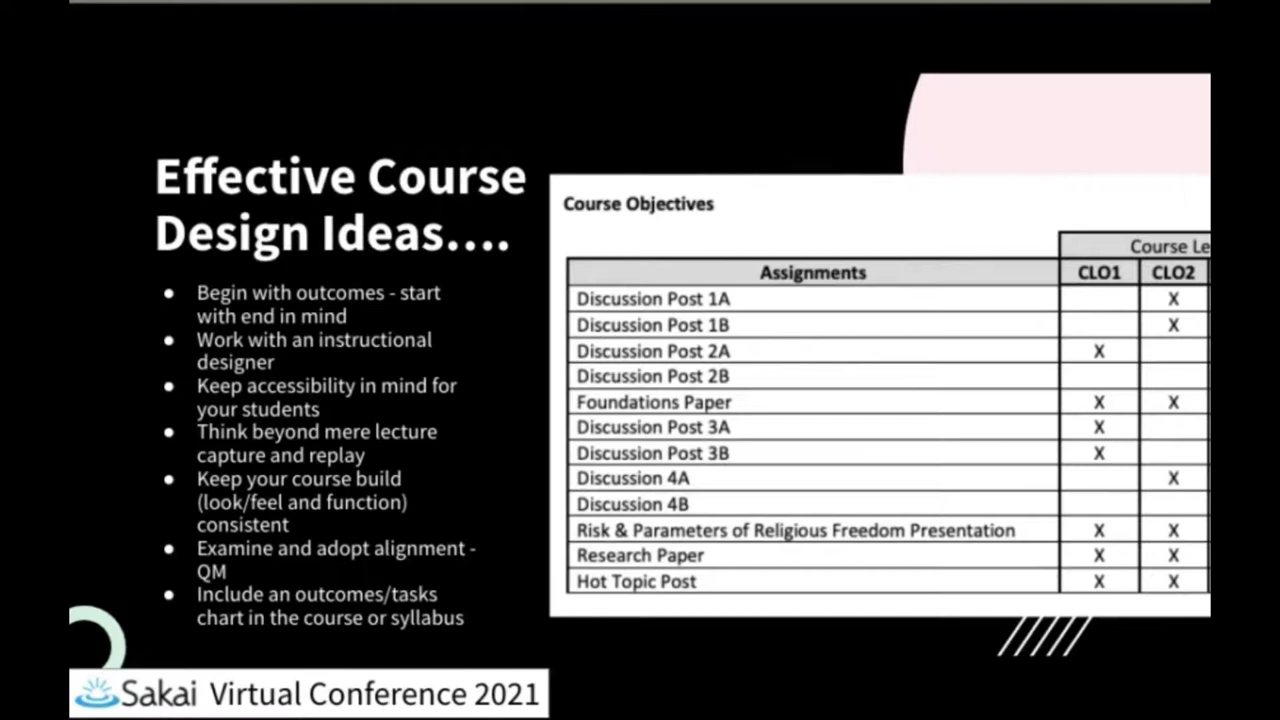 Effective Course
Design Ideas....
● Begin with outcomes - start
with end in mind
● Work with an instructional
designer
● Keep accessibility in mind for
your students
● Think beyond mere lecture
capture and replay
● Keep your course build
(look/feel and function)
consistent
● Examine and adopt alignment -
QM
● Include an outcomes/tasks
chart in the course or syllabus
Course Objectives
Course Le
Assignments CLO1 CLO2
Discussion Post 1A X
Discussion Post 1B X
Discussion Post 2A X
Discussion Post 2B
Foundations Paper X X
Discussion Post 3A X
Discussion Post 3B X
Discussion 4A X
Discussion 4B
Risk & Parameters of Religious Freedom Presentation X X
Research Paper X X
Hot Topic Post X X
Sakai Virtual Conference 2021